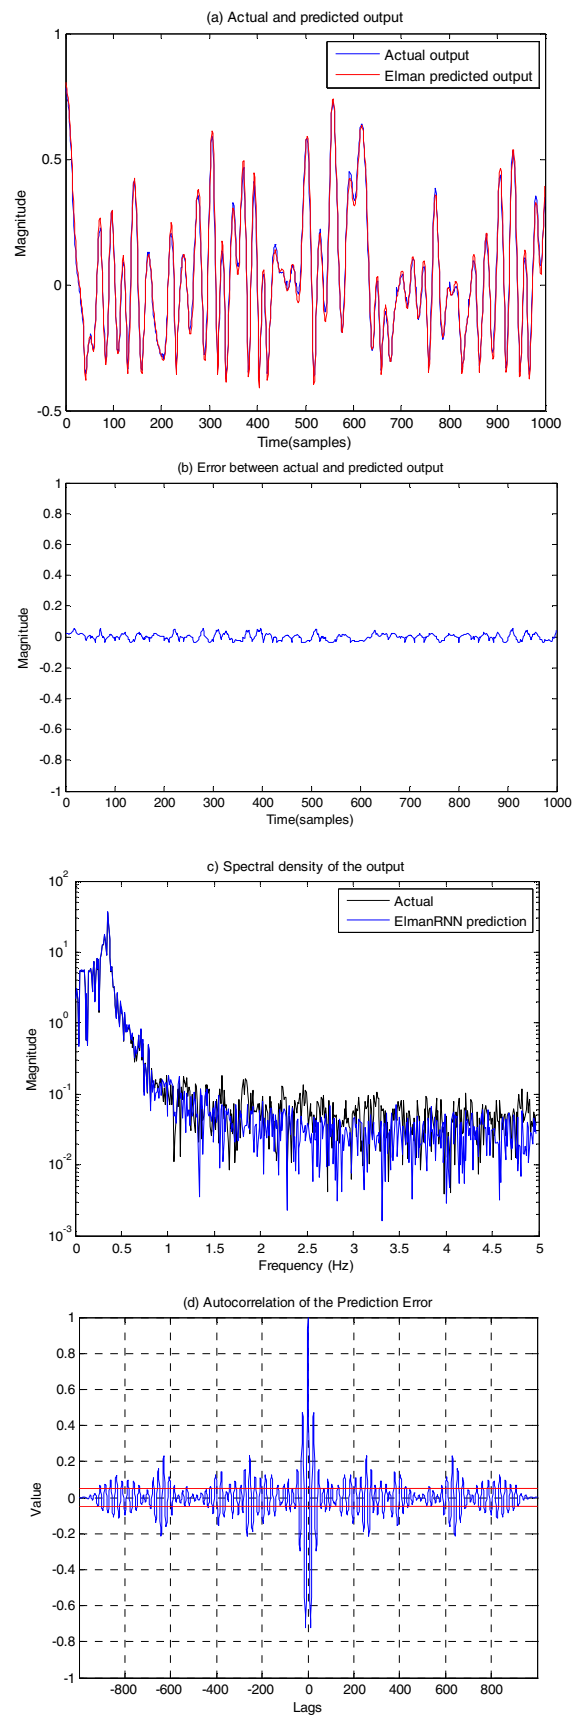 (a) Actual and predicted output
1
0.5
0
-0.5
Magnitude
Actual output
Elman predicted output
0 100 200 300 400 500 600 700 800 900 1000
Time(samples)
(b) Error between actual and predicted output
1
0.8
0.6
0.4
0.2
0
-0.2
-0.4
-0.6
-0.8
-1
Magnitude
0 100 200 300 400 500 600 700 800 900 1000
Time(samples)
c) Spectral density of the output
10^2
10^1
10^0
10^-1
10^-2
10^-3
Magnitude
Actual
ElmanRNN prediction
0 0.5 1 1.5 2 2.5 3 3.5 4 4.5 5
Frequency (Hz)
(d) Autocorrelation of the Prediction Error
1
0.8
0.6
0.4
0.2
0
-0.2
-0.4
-0.6
-0.8
-1
Value
-800 -600 -400 -200 0 200 400 600 800
Lags